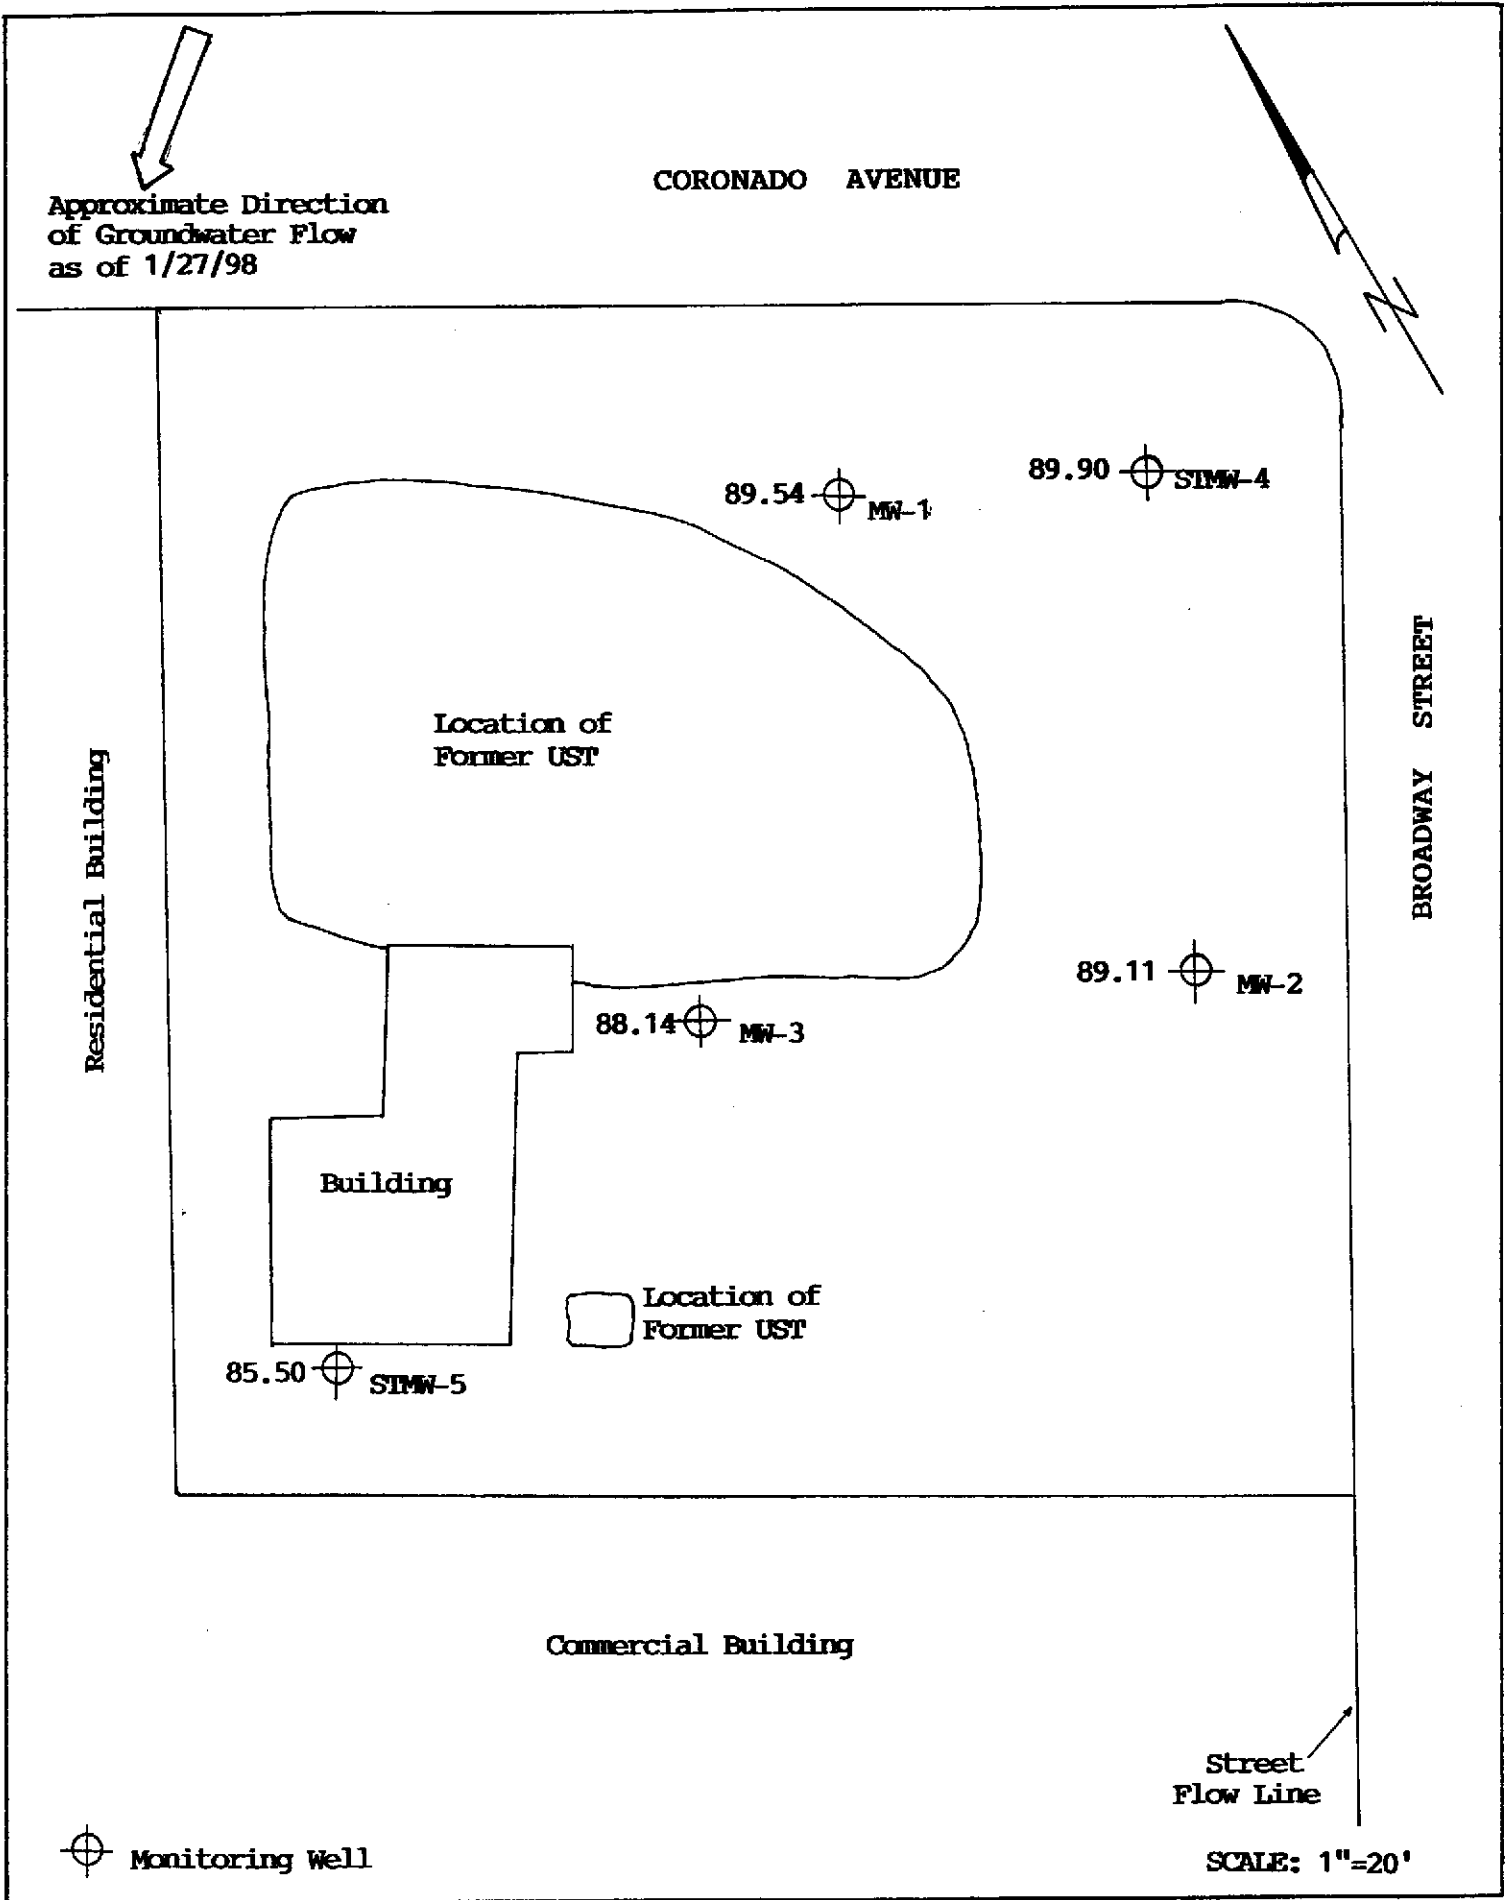 Approximate Direction
of Groundwater Flow
as of 1/27/98
CORONADO AVENUE
N
89.54 MW-1
89.90 STMW-4
Location of
Former UST
Residential Building
BROADWAY STREET
89.11 MW-2
88.14 MW-3
Building
Location of
Former UST
85.50 STMW-5
Commercial Building
Street
Flow Line
Monitoring Well
SCALE: 1"=20'